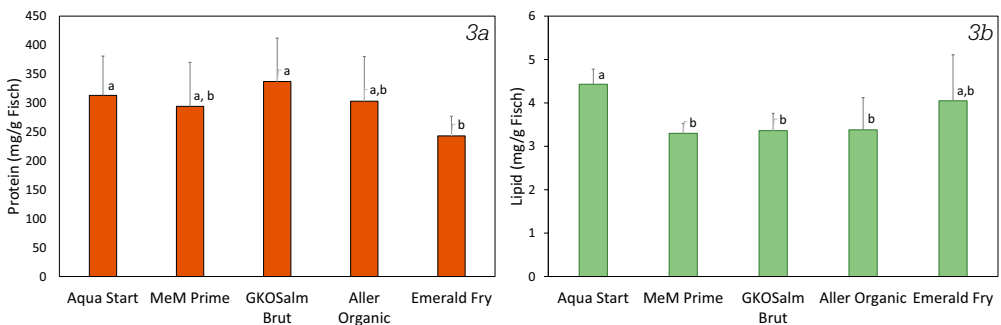 3a
Protein (mg/g Fisch)
450
400
350
300
250
200
150
100
50
0
a
a, b
a
a,b
b
Aqua Start
MeM Prime
GKOSalm
Brut
Aller
Organic
Emerald Fry
3b
Lipid (mg/g Fisch)
6
5
4
3
2
1
0
a
b
b
b
a,b
Aqua Start
MeM Prime
GKOSalm
Brut
Aller Organic
Emerald Fry